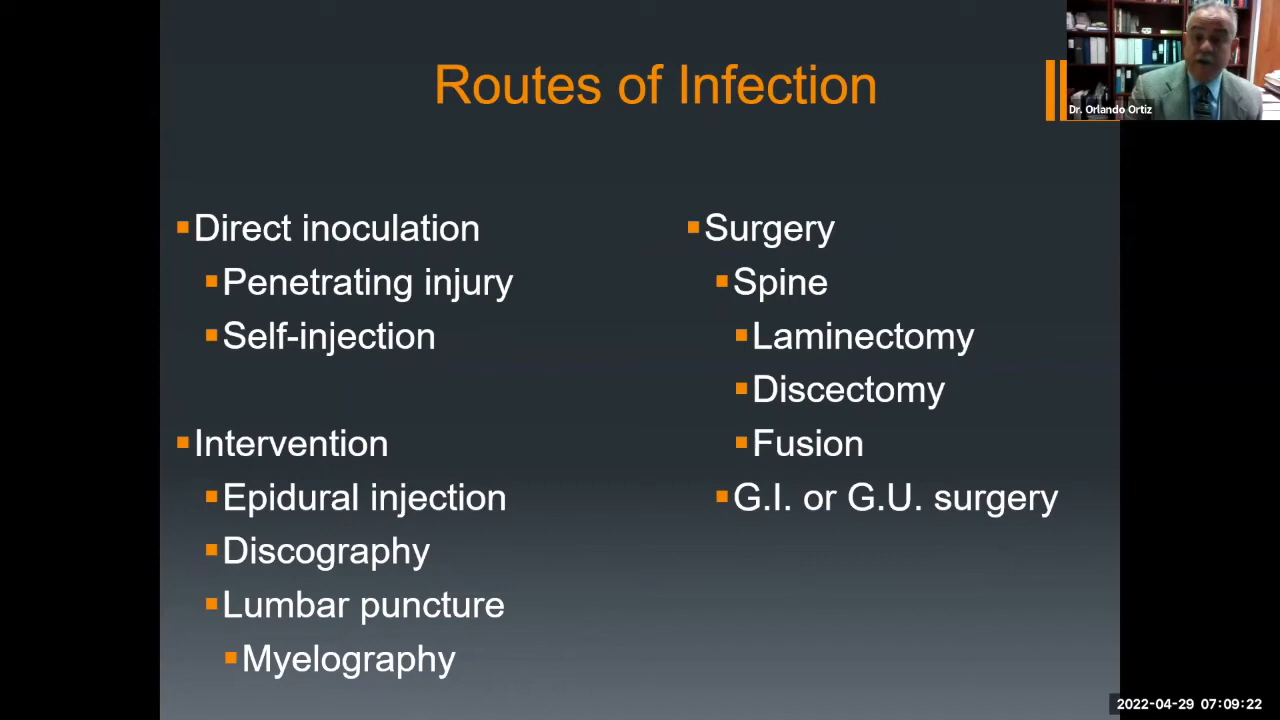 Routes of Infection
Dr. Orlando Ortiz
Direct inoculation
Penetrating injury
Self-injection
Intervention
Epidural injection
Discography
Lumbar puncture
Myelography
Surgery
Spine
Laminectomy
Discectomy
Fusion
G.I. or G.U. surgery
2022-04-29 07:09:22